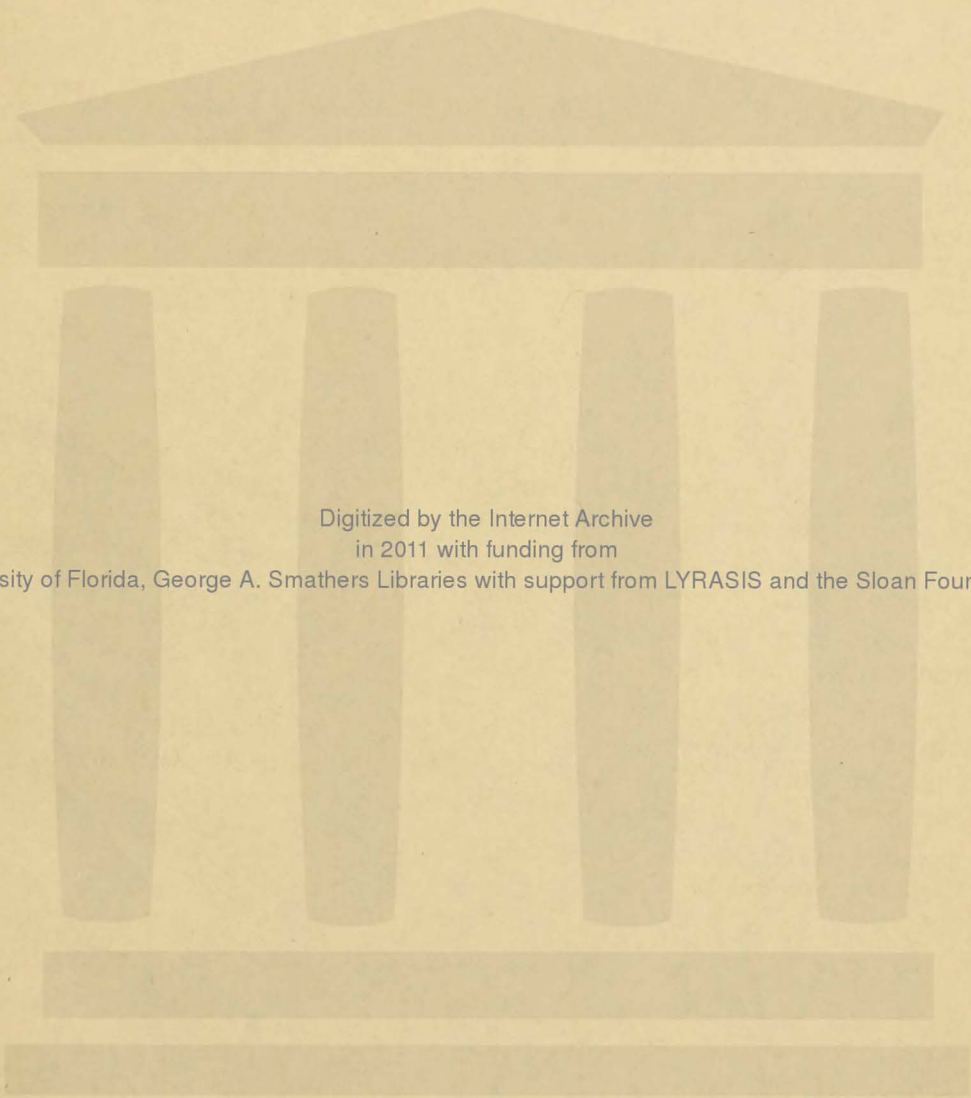 Digitized by the Internet Archive
in 2011 with funding from
sity of Florida, George A. Smathers Libraries with support from LYRASIS and the Sloan Four